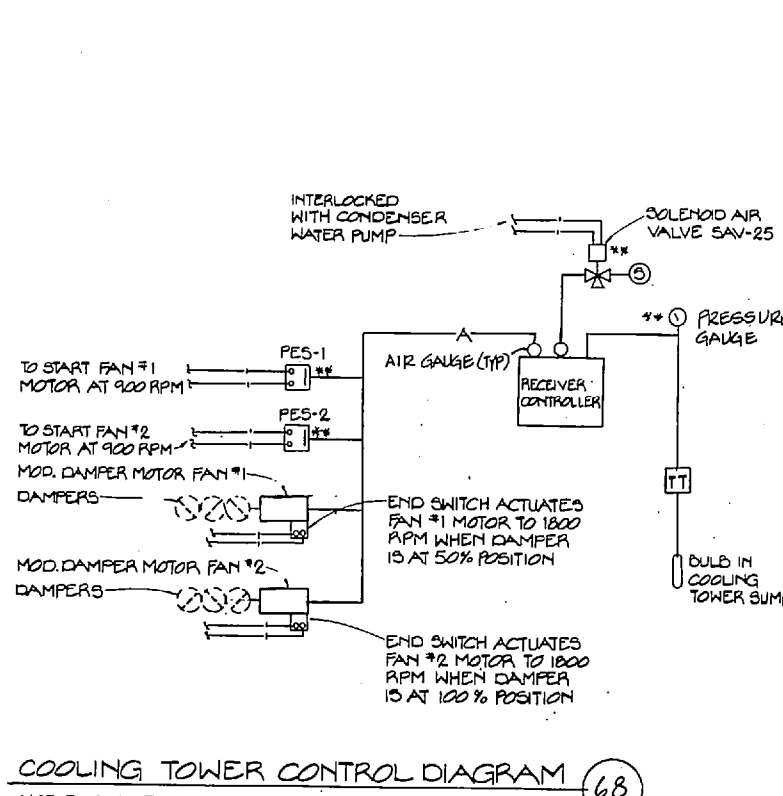 INTERLOCKED
WITH CONDENSER
WATER PUMP
SOLENOID AIR
VALVE SAV-25
**
S
** PRESSUR
GAUGE
A
AIR GAUGE (TYP)
RECEIVER
CONTROLLER
PES-1
**
TO START FAN #1
MOTOR AT 900 RPM
PES-2
**
TO START FAN #2
MOTOR AT 900 RPM
MOD. DAMPER MOTOR FAN #1
DAMPERS
END SWITCH ACTUATES
FAN #1 MOTOR TO 1800
RPM WHEN DAMPER
IS AT 50% POSITION
TT
MOD. DAMPER MOTOR FAN #2
DAMPERS
BULB IN
COOLING
TOWER SUM
END SWITCH ACTUATES
FAN #2 MOTOR TO 1800
RPM WHEN DAMPER
IS AT 100% POSITION
COOLING TOWER CONTROL DIAGRAM 68